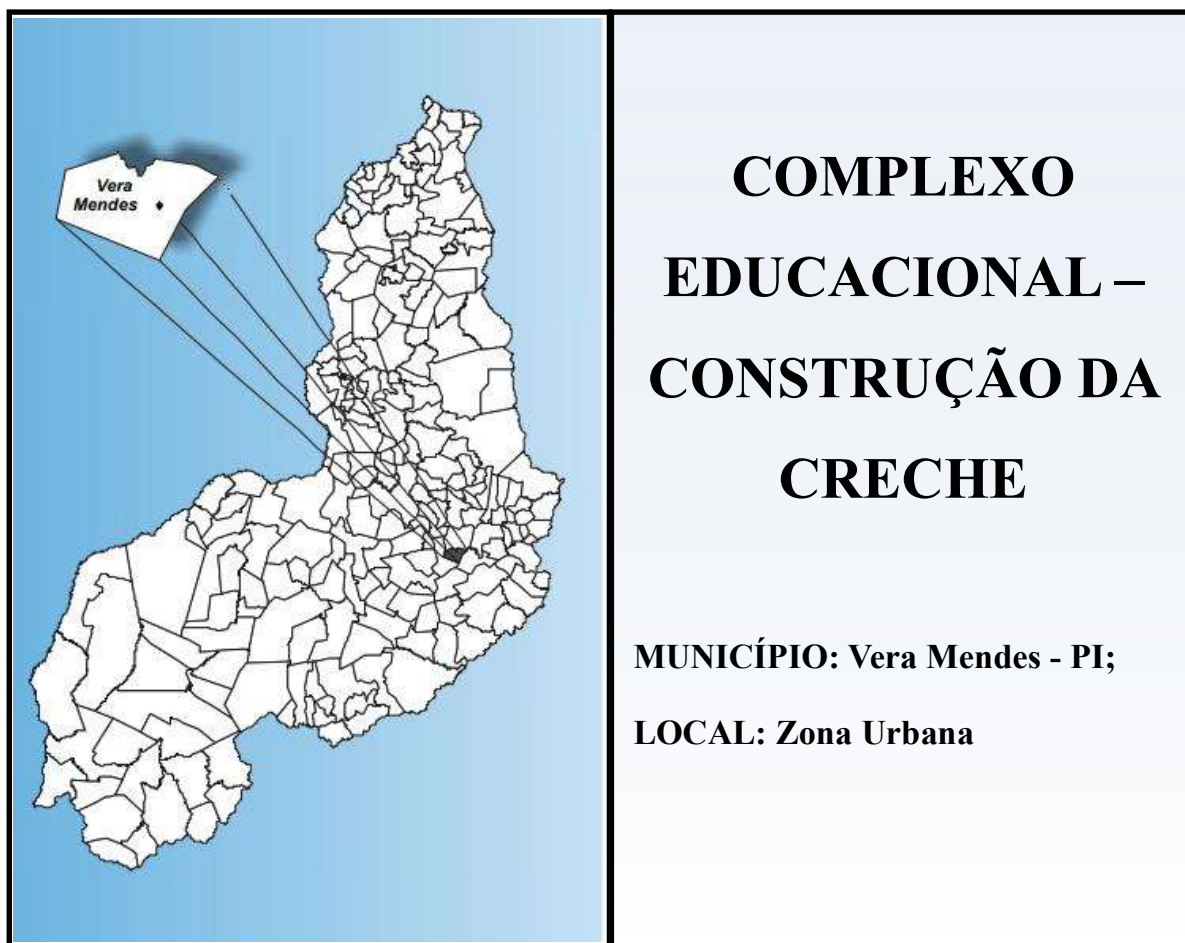 Vera
Mendes
COMPLEXO
EDUCACIONAL –
CONSTRUÇÃO DA
CRECHE
MUNICÍPIO: Vera Mendes - PI;
LOCAL: Zona Urbana